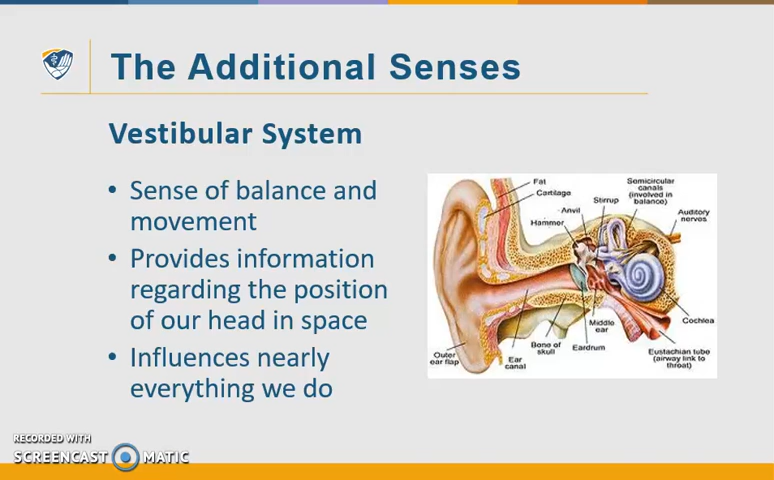 The Additional Senses
Vestibular System
• Sense of balance and
movement
• Provides information
regarding the position
of our head in space
• Influences nearly
everything we do
Fat
Cartilage
Semicircular
canals
(involved in
balance)
Stirrup
Anvil
Hammer
Auditory
nerves
Cochlea
Middle
ear
Eustachian tube
(airway link to
throat)
Eardrum
Bone of
skull
Ear
canal
Outer
ear flap
RECORDED WITH
SCREENCAST MATIC